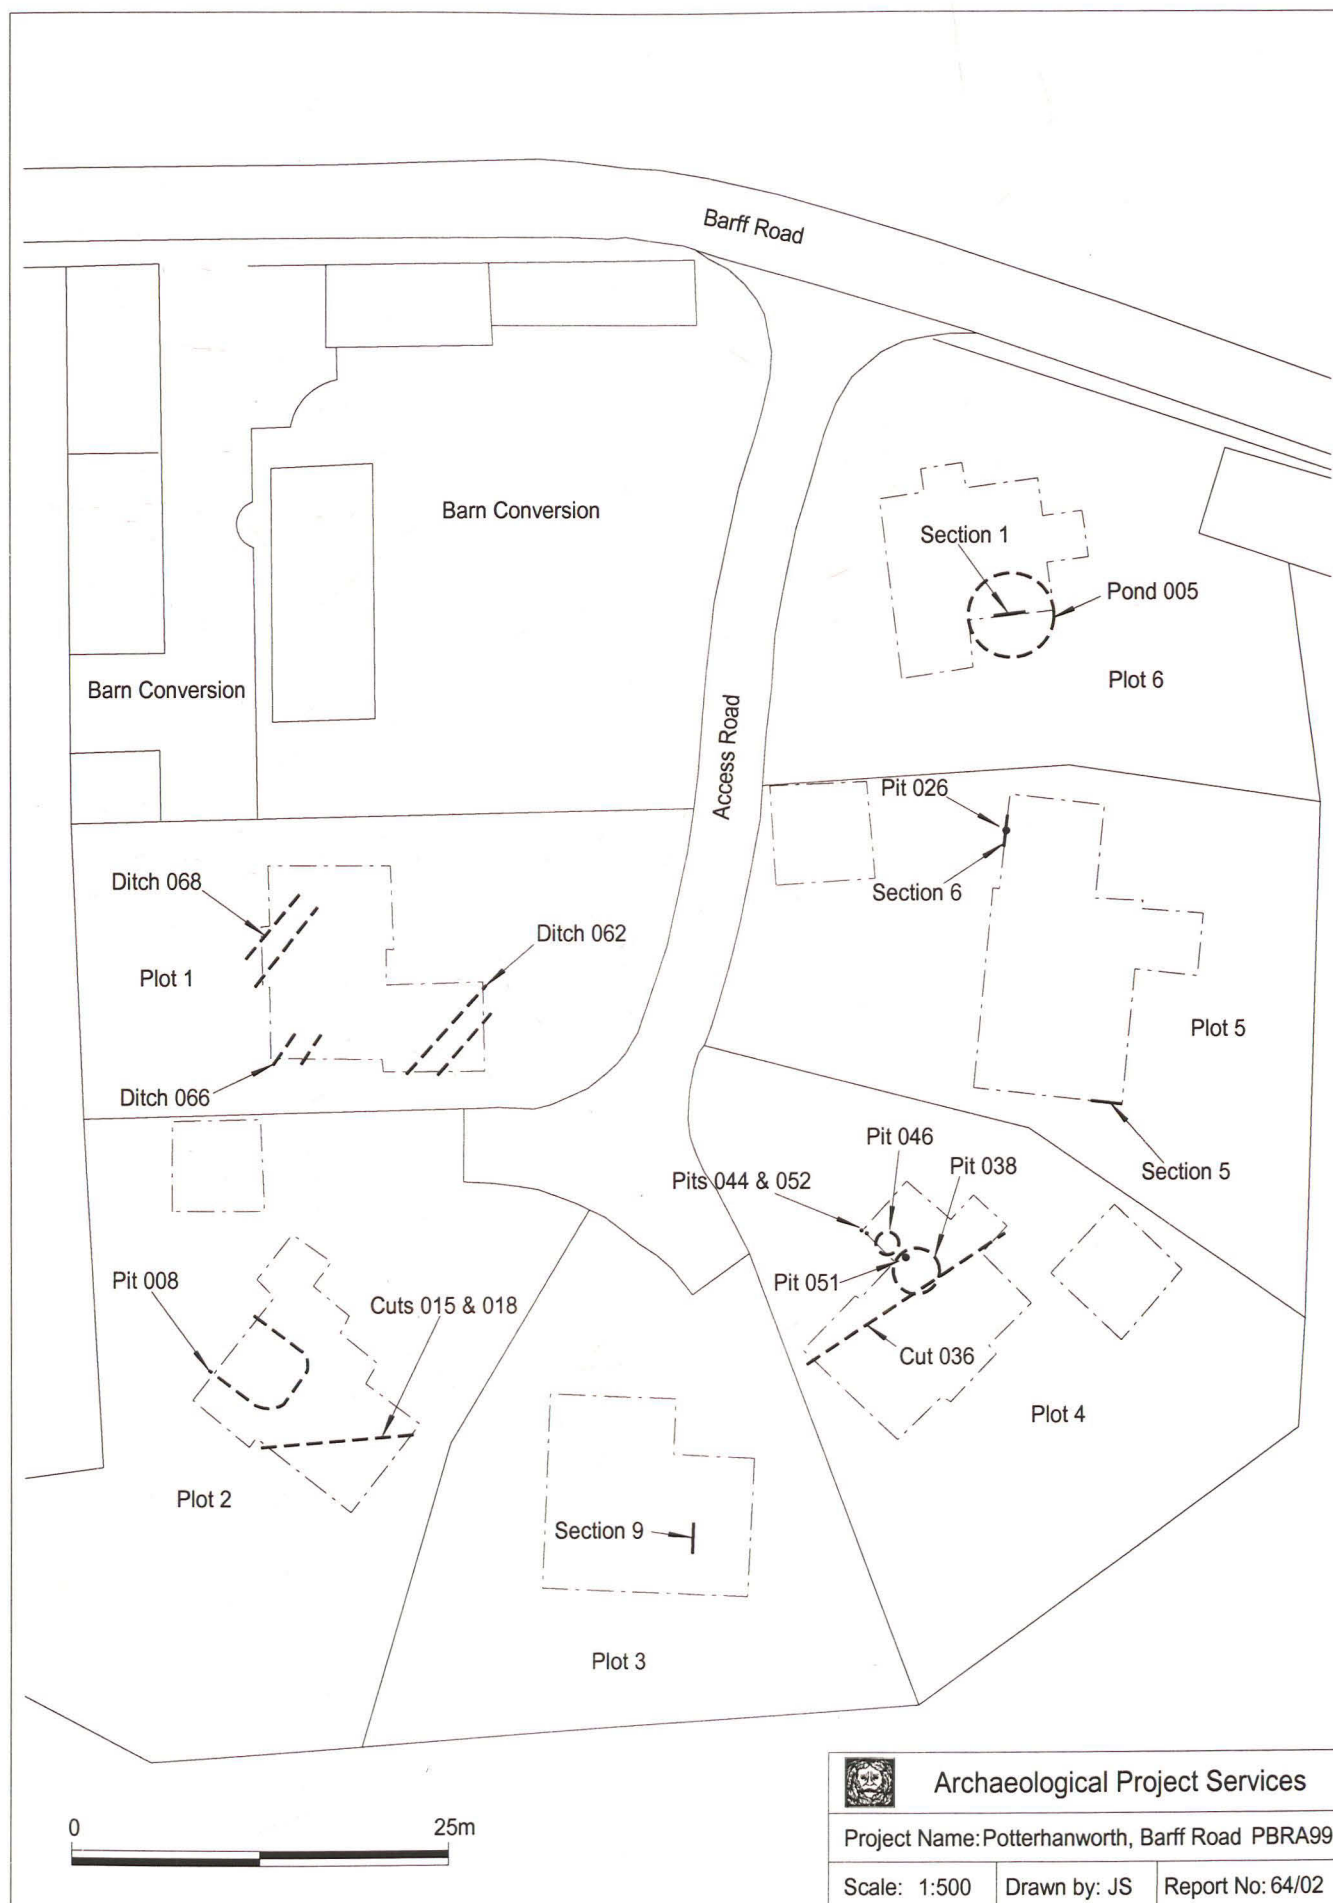 Barff Road
Barn Conversion
Section 1
Pond 005
Barn Conversion
Plot 6
Access Road
Pit 026
Section 6
Ditch 068
Ditch 062
Plot 1
Plot 5
Ditch 066
Pit 046
Pit 038
Pits 044 & 052
Section 5
Pit 008
Cuts 015 & 018
Pit 051
Cut 036
Plot 4
Plot 2
Section 9
Plot 3
0 25m
Archaeological Project Services
Project Name: Potterhanworth, Barff Road PBRA99
Scale: 1:500
Drawn by: JS
Report No: 64/02